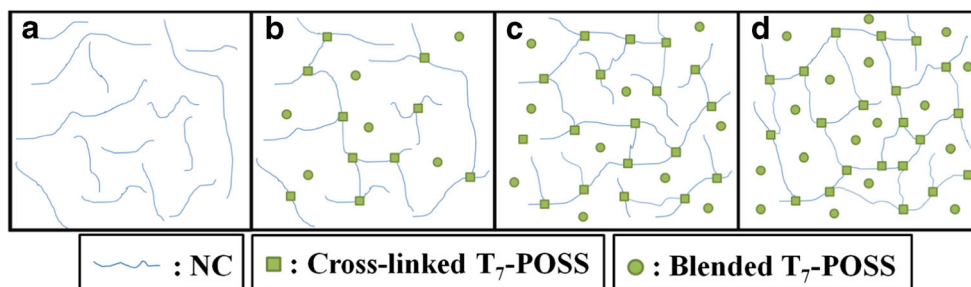 a b c d
: NC : Cross-linked T₇-POSS : Blended T₇-POSS